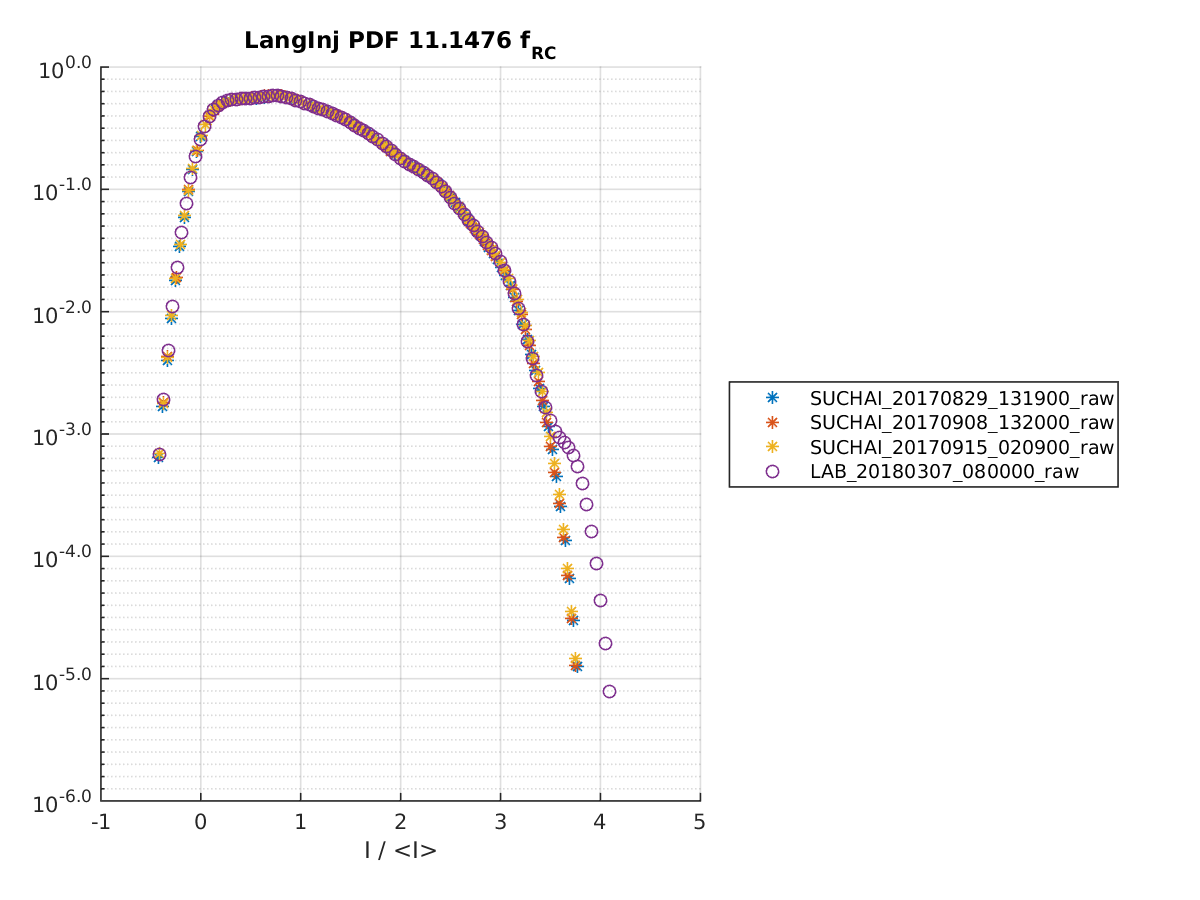 LangInj PDF 11.1476 f_RC
10^0.0
10^-1.0
10^-2.0
10^-3.0
10^-4.0
10^-5.0
10^-6.0
-1 0 1 2 3 4 5
I / <I>
SUCHAI_20170829_131900_raw
SUCHAI_20170908_132000_raw
SUCHAI_20170915_020900_raw
LAB_20180307_080000_raw